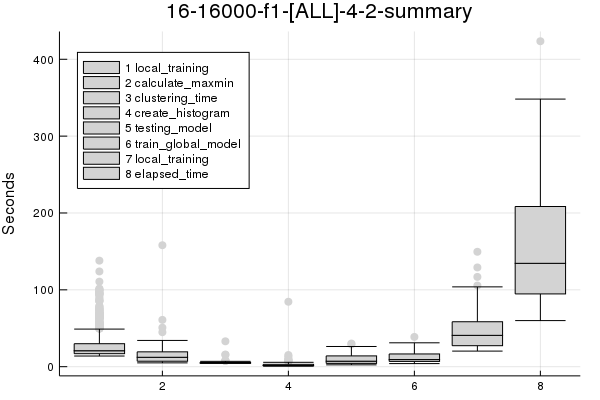 16-16000-f1-[ALL]-4-2-summary
400
300
200
100
0
Seconds
1 local_training
2 calculate_maxmin
3 clustering_time
4 create_histogram
5 testing_model
6 train_global_model
7 local_training
8 elapsed_time
2
4
6
8